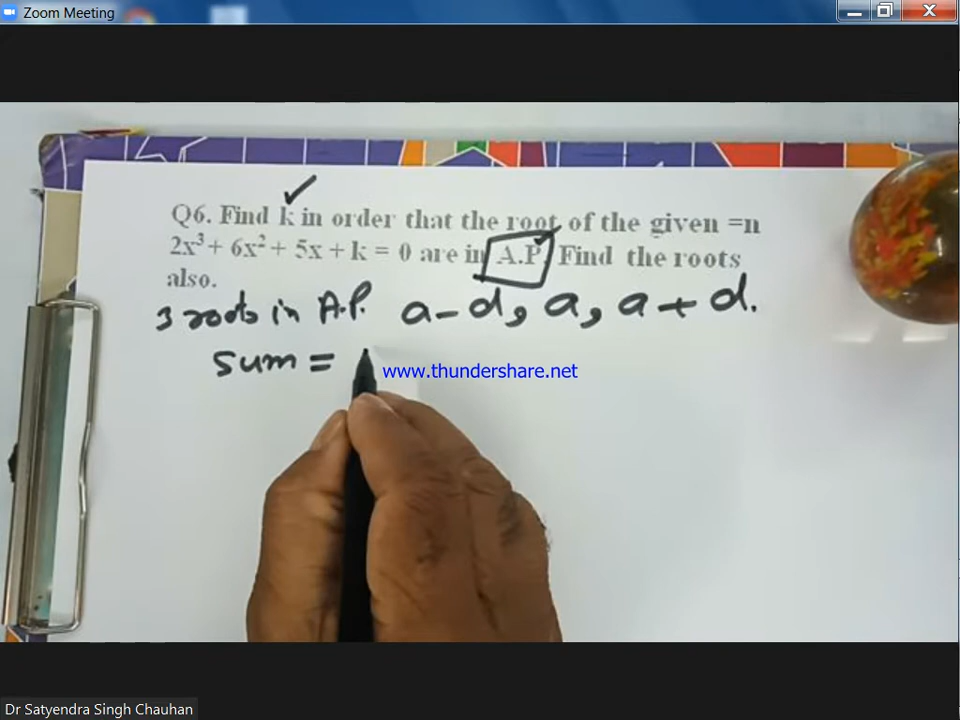 Zoom Meeting
Q6. Find k in order that the root of the given =n
2x³ + 6x² + 5x + k = 0 are in A.P. Find the roots
also.
3 roots in A.P. a-d, a, a+d.
sum =
www.thundershare.net
Dr Satyendra Singh Chauhan